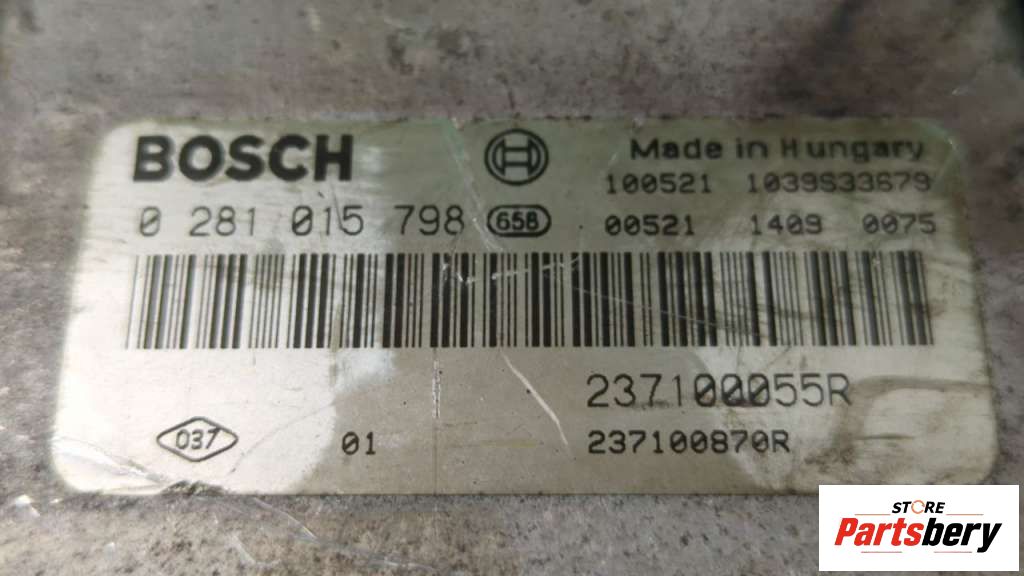 BOSCH
Made in Hungary
100521 1039S33679
0 281 015 798 658 00521 1409 0075
237100055R
037 01 237100870R
STORE
Partsbery